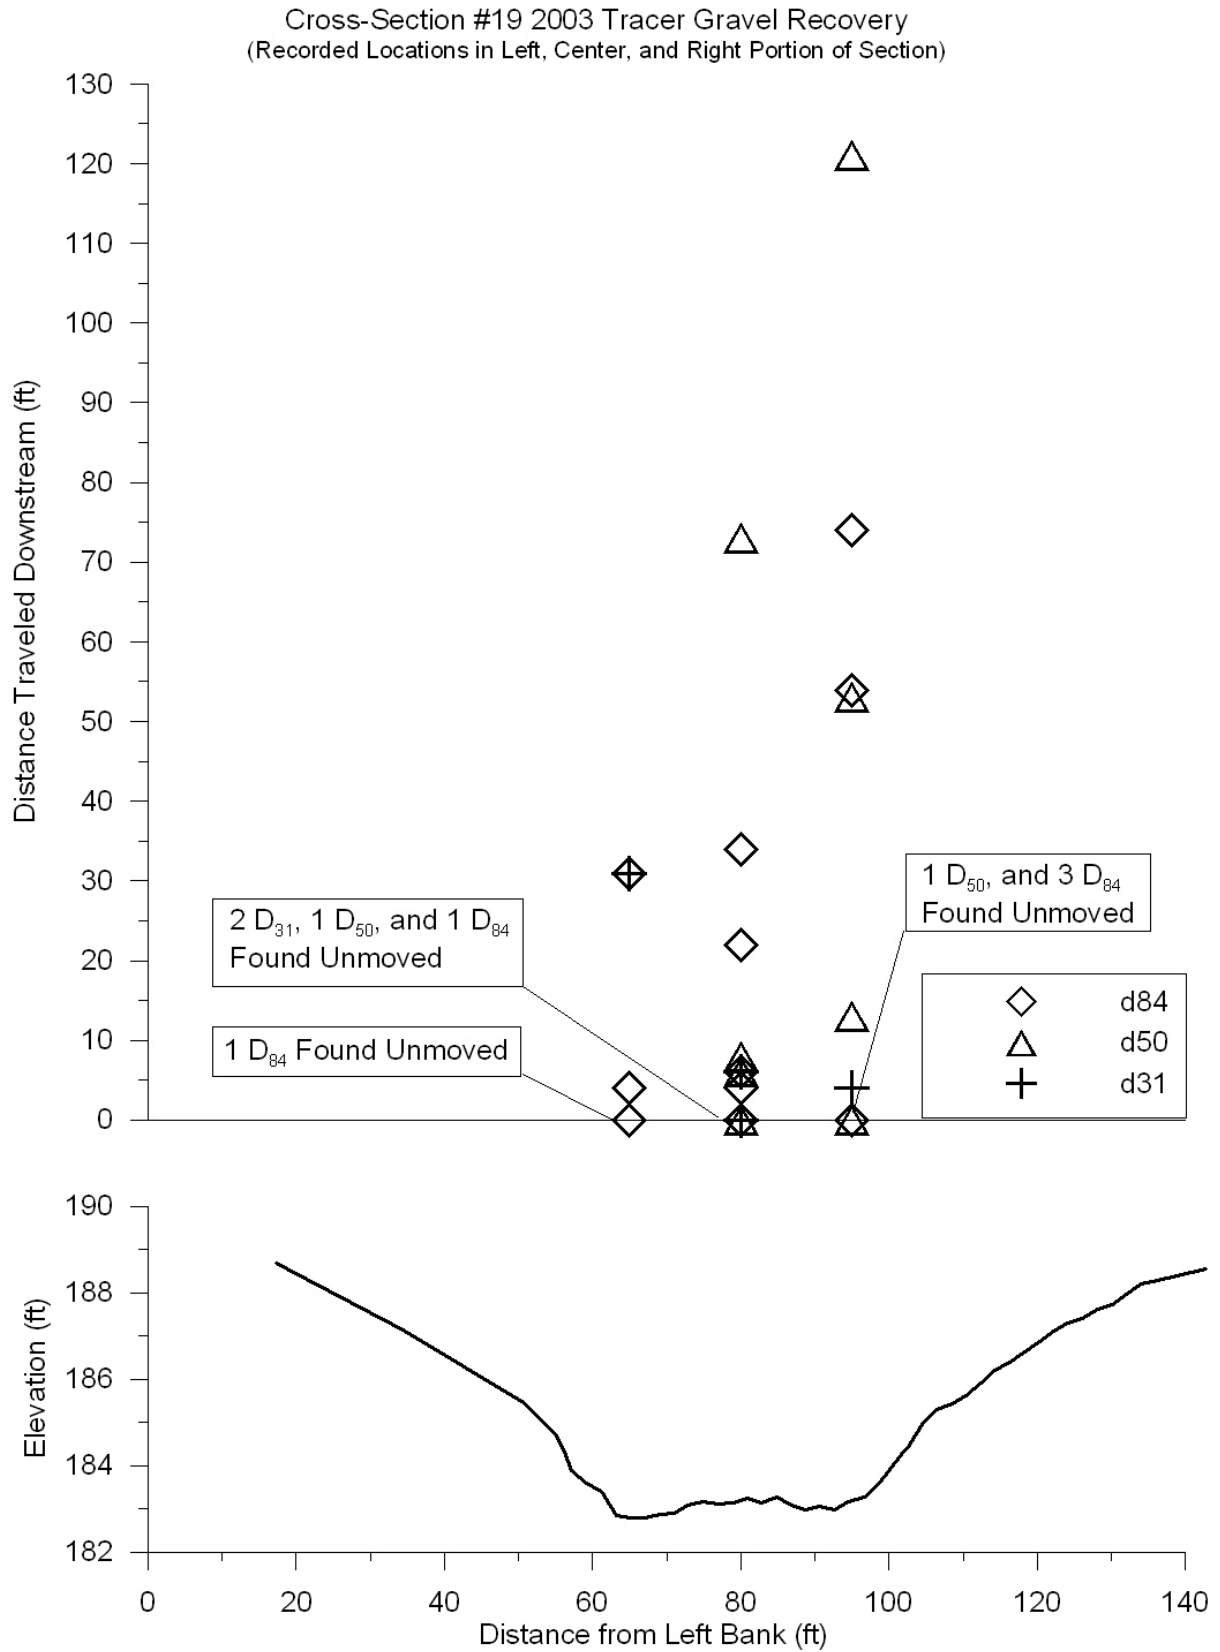 Cross-Section #19 2003 Tracer Gravel Recovery
(Recorded Locations in Left, Center, and Right Portion of Section)
130
120
110
100
90
80
70
60
50
40
30
20
10
0
Distance Traveled Downstream (ft)
1 D50, and 3 D84
Found Unmoved
2 D31, 1 D50, and 1 D84
Found Unmoved
1 D84 Found Unmoved
d84
d50
d31
190
188
186
184
182
Elevation (ft)
0 20 40 60 80 100 120 140
Distance from Left Bank (ft)